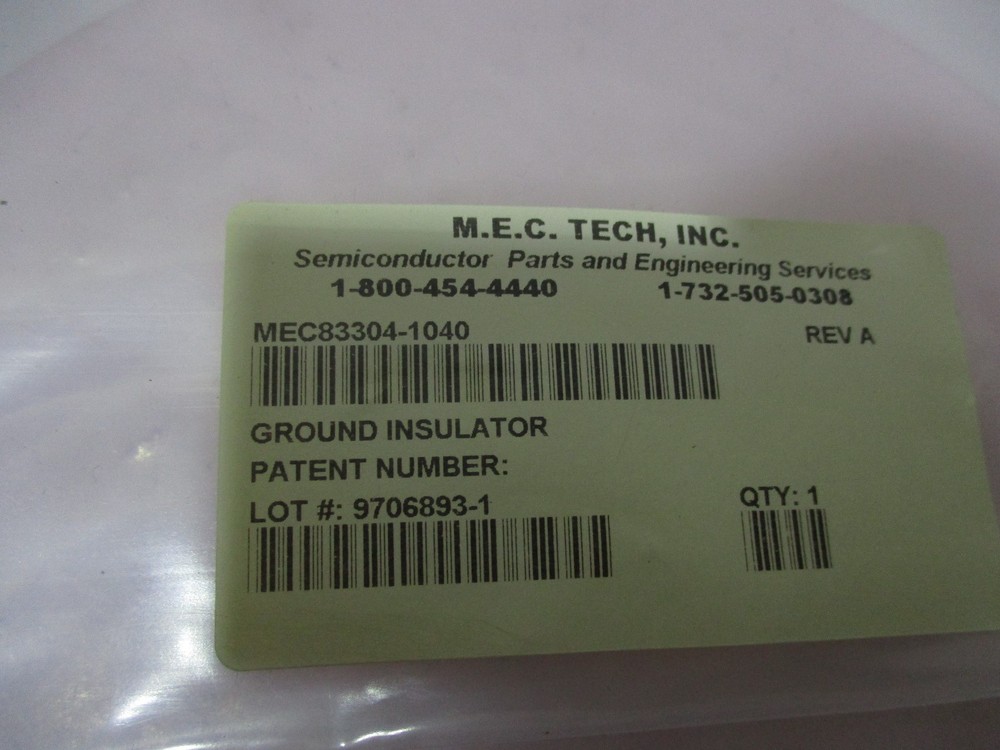 M.E.C. TECH, INC.
Semiconductor Parts and Engineering Services
1-800-454-4440 1-732-505-0308
MEC83304-1040 REV A
GROUND INSULATOR
PATENT NUMBER:
LOT #: 9706893-1 QTY: 1